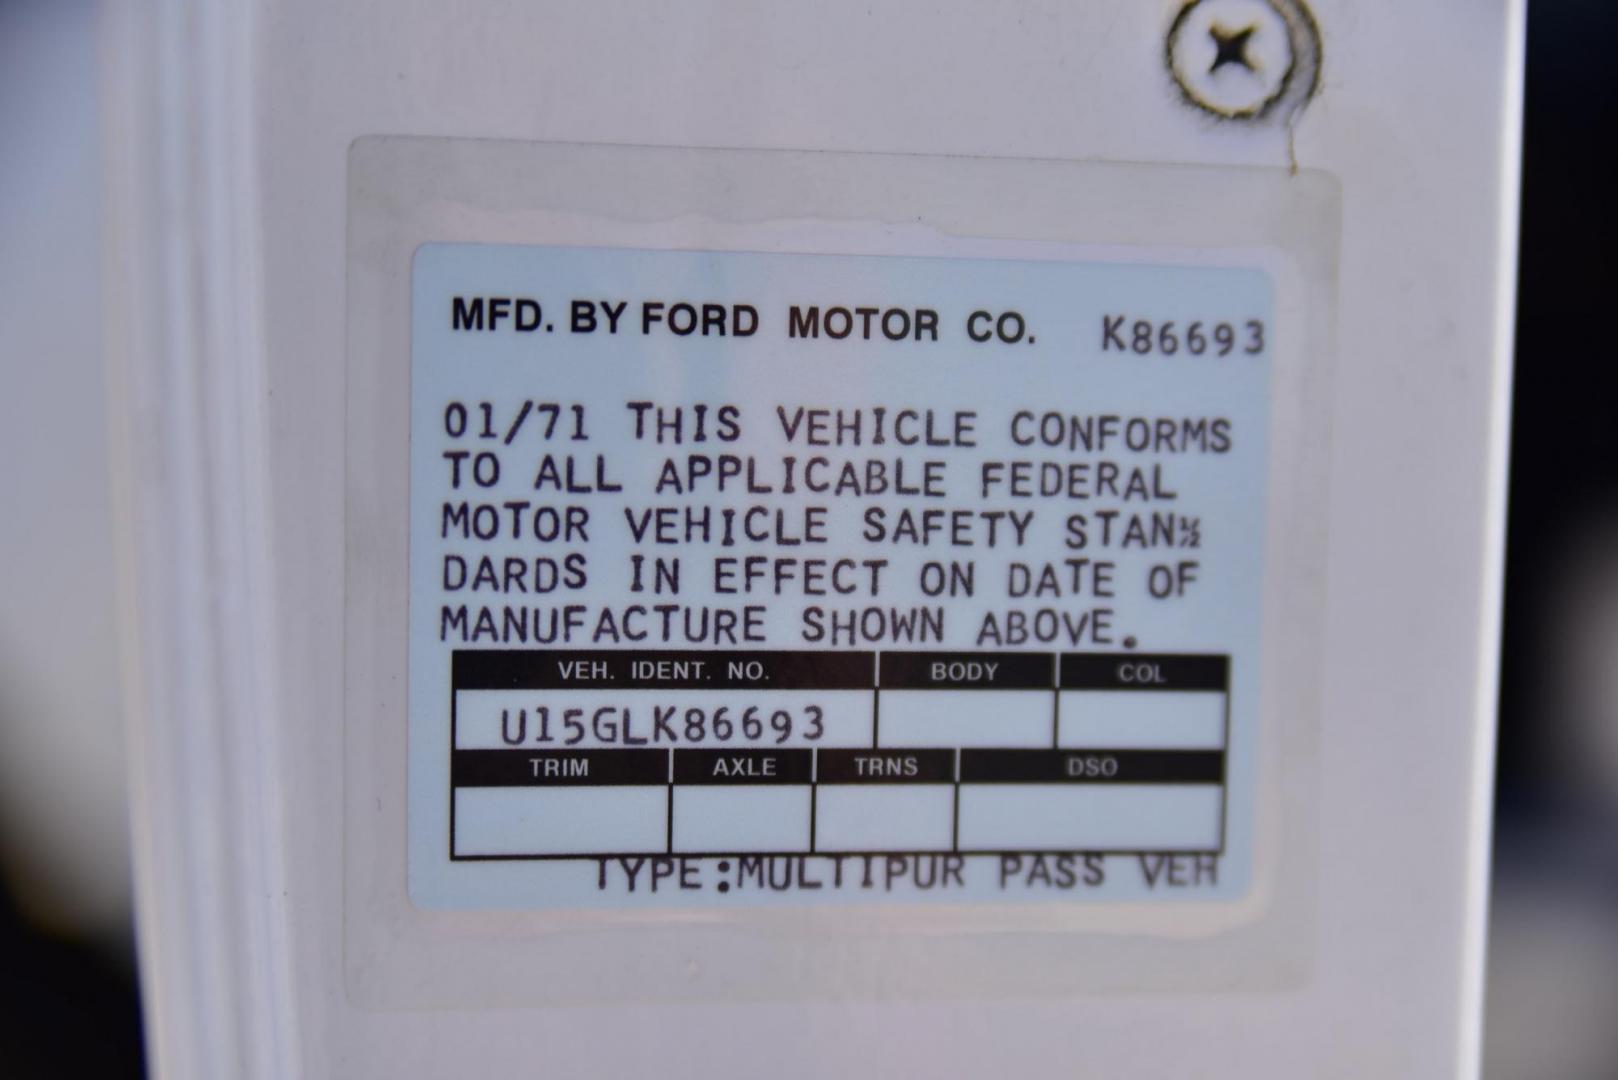 MFD. BY FORD MOTOR CO. K86693
01/71 THIS VEHICLE CONFORMS
TO ALL APPLICABLE FEDERAL
MOTOR VEHICLE SAFETY STAN½
DARDS IN EFFECT ON DATE OF
MANUFACTURE SHOWN ABOVE.
VEH. IDENT. NO. BODY COL
U15GLK86693
TRIM AXLE TRNS DSO
TYPE:MULTIPUR PASS VEH